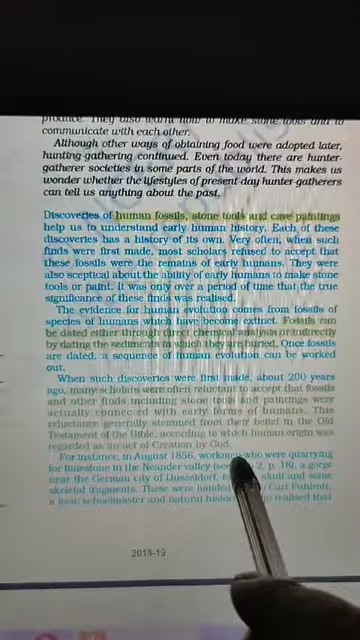 produce. They also learnt how to make stone tools and to
communicate with each other.
Although other ways of obtaining food were adopted later,
hunting-gathering continued. Even today there are hunter-
gatherer societies in some parts of the world. This makes us
wonder whether the lifestyles of present-day hunter-gatherers
can tell us anything about the past.
Discoveries of human fossils, stone tools and cave paintings
help us to understand early human history. Each of these
discoveries has a history of its own. Very often, when such
finds were first made, most scholars refused to accept that
these fossils were the remains of early humans. They were
also sceptical about the ability of early humans to make stone
tools or paint. It was only over a period of time that the true
significance of these finds was realised.
The evidence for human evolution comes from fossils of
species of humans which have become extinct. Fossils can
be dated either through direct chemical analysis or indirectly
by dating the sediments in which they are buried. Once fossils
are dated, a sequence of human evolution can be worked
out.
When such discoveries were first made, about 200 years
ago, many scholars were often reluctant to accept that fossils
and other finds including stone tools and paintings were
actually connected with early forms of humans. This
reluctance generally stemmed from their belief in the Old
Testament of the Bible, according to which human origin was
regarded as an act of Creation by God.
For instance, in August 1856, workmen who were quarrying
for limestone in the Neander valley (see 2, p. 18), a gorge
near the German city of Dusseldorf, skull and some
skeletal fragments. These were handed Carl Fuhlrott,
a local schoolmaster and natural realised that
2018-19